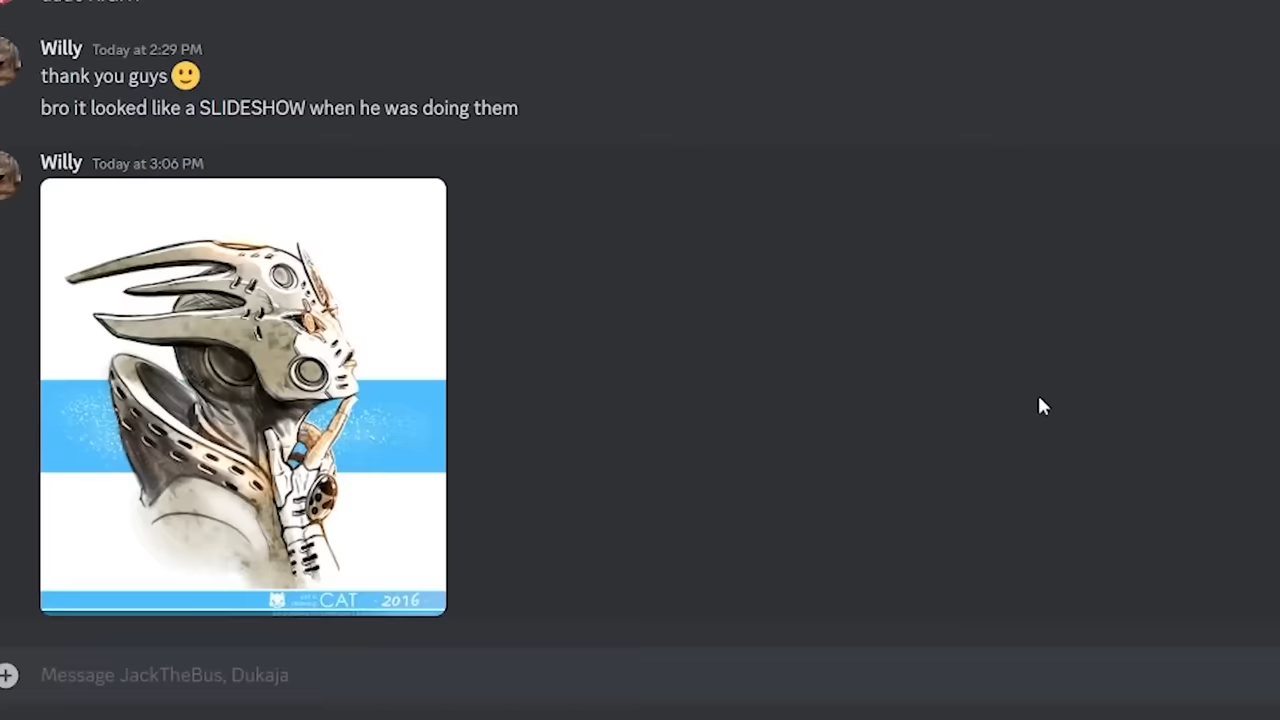 Willy Today at 2:29 PM
thank you guys
bro it looked like a SLIDESHOW when he was doing them
Willy Today at 3:06 PM
CAT 2016
Message JackTheBus, Dukaja